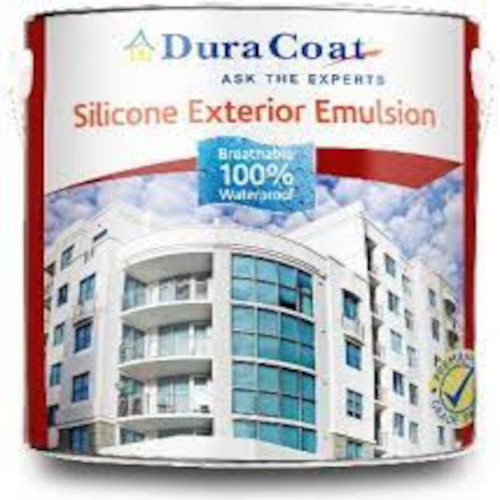 DuraCoat
ASK THE EXPERTS
Silicone Exterior Emulsion
Breathable
100%
Waterproof